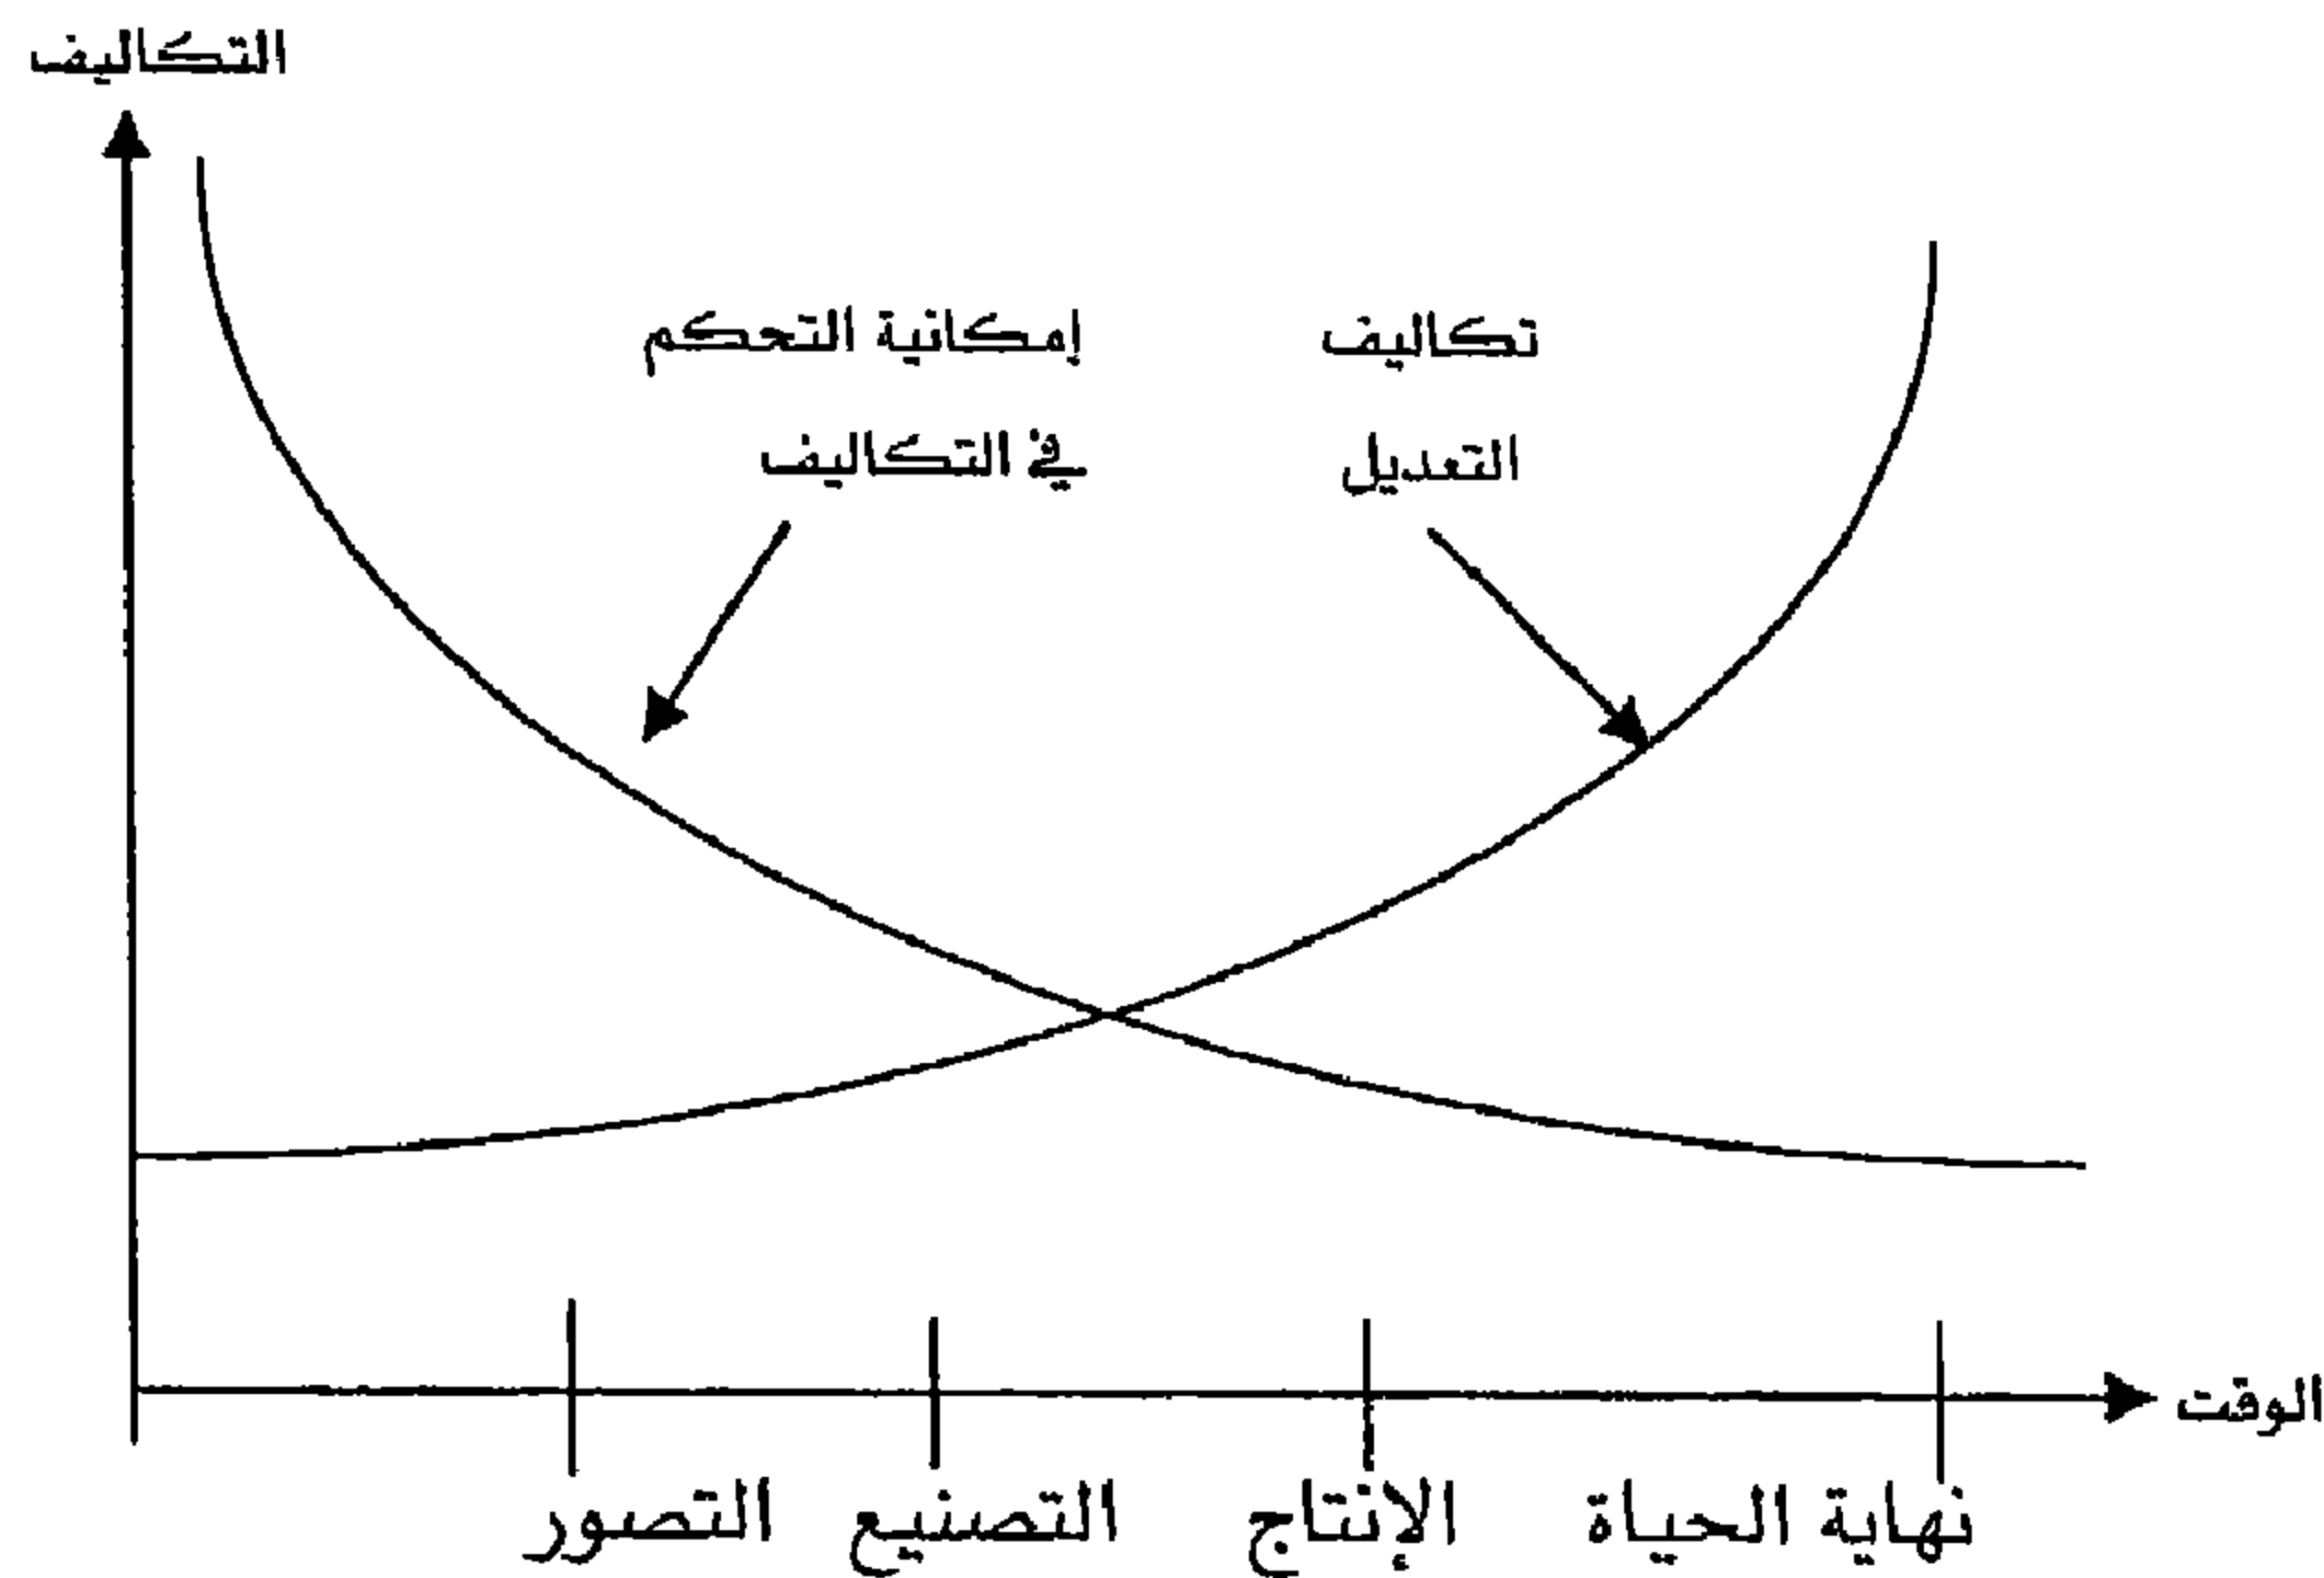 التكاليف
إمكانية التحكم
في التكاليف
تكاليف
التعديل
الوقت
التصور
التصنيع
الإنتاج
نهاية الحياة